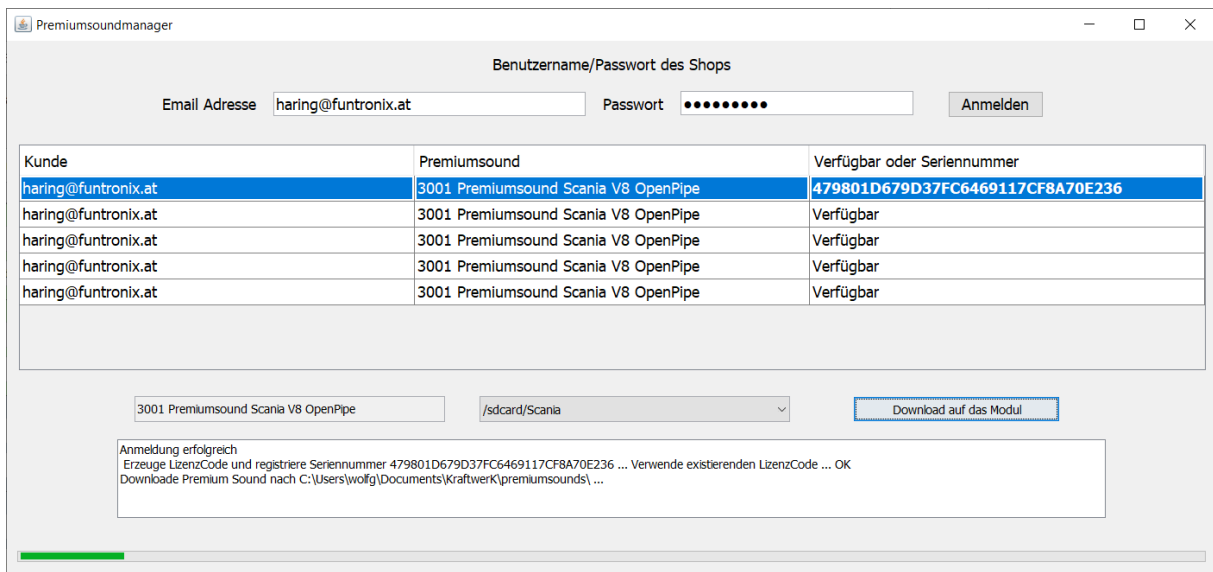 Premiumsoundmanager
Benutzername/Passwort des Shops
Email Adresse haring@funtronix.at Passwort ●●●●●●●●● Anmelden
Kunde Premiumsound Verfügbar oder Seriennummer
haring@funtronix.at 3001 Premiumsound Scania V8 OpenPipe 479801D679D37FC6469117CF8A70E236
haring@funtronix.at 3001 Premiumsound Scania V8 OpenPipe Verfügbar
haring@funtronix.at 3001 Premiumsound Scania V8 OpenPipe Verfügbar
haring@funtronix.at 3001 Premiumsound Scania V8 OpenPipe Verfügbar
haring@funtronix.at 3001 Premiumsound Scania V8 OpenPipe Verfügbar
3001 Premiumsound Scania V8 OpenPipe /sdcard/Scania Download auf das Modul
Anmeldung erfolgreich
Erzeuge LizenzCode und registriere Seriennummer 479801D679D37FC6469117CF8A70E236 ... Verwende existierenden LizenzCode ... OK
Downloade Premium Sound nach C:\Users\wolfg\Documents\KraftwerK\premiumsounds\ ...